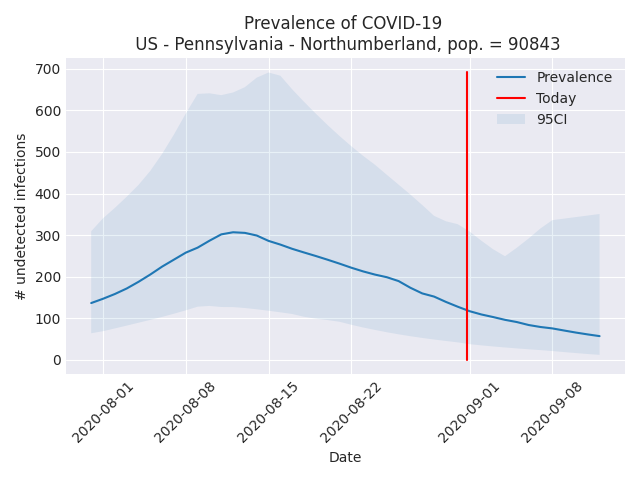 Prevalence of COVID-19
US - Pennsylvania - Northumberland, pop. = 90843
700
600
500
400
300
200
100
0
# undetected infections
Prevalence
Today
95CI
2020-08-01
2020-08-08
2020-08-15
2020-08-22
2020-09-01
2020-09-08
Date